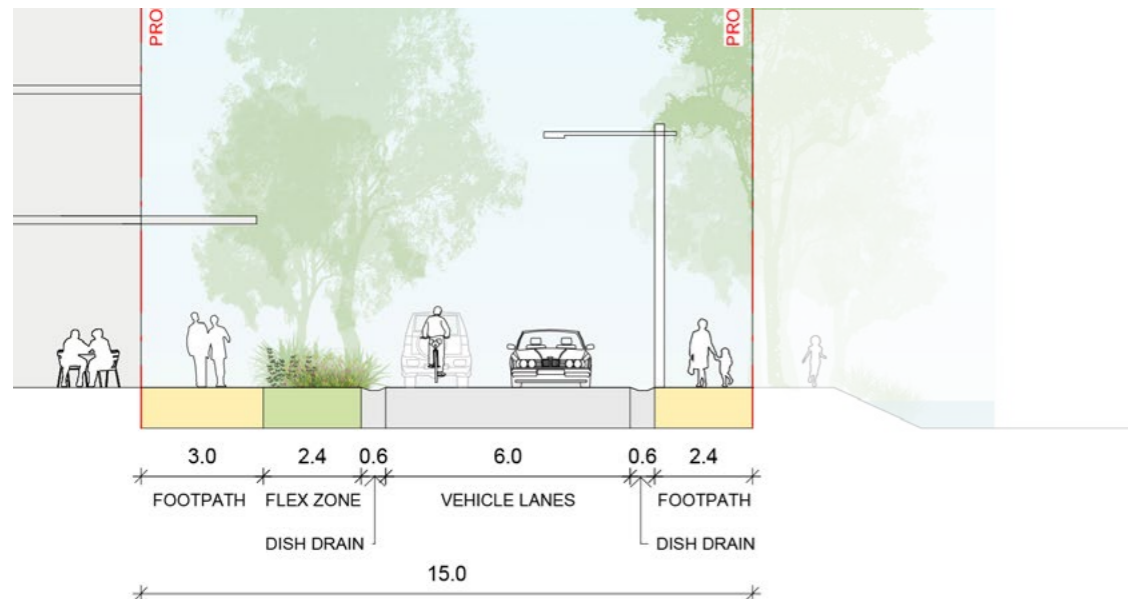 PRO
PRO
3.0 2.4 0.6 6.0 0.6 2.4
FOOTPATH FLEX ZONE VEHICLE LANES FOOTPATH
DISH DRAIN DISH DRAIN
15.0